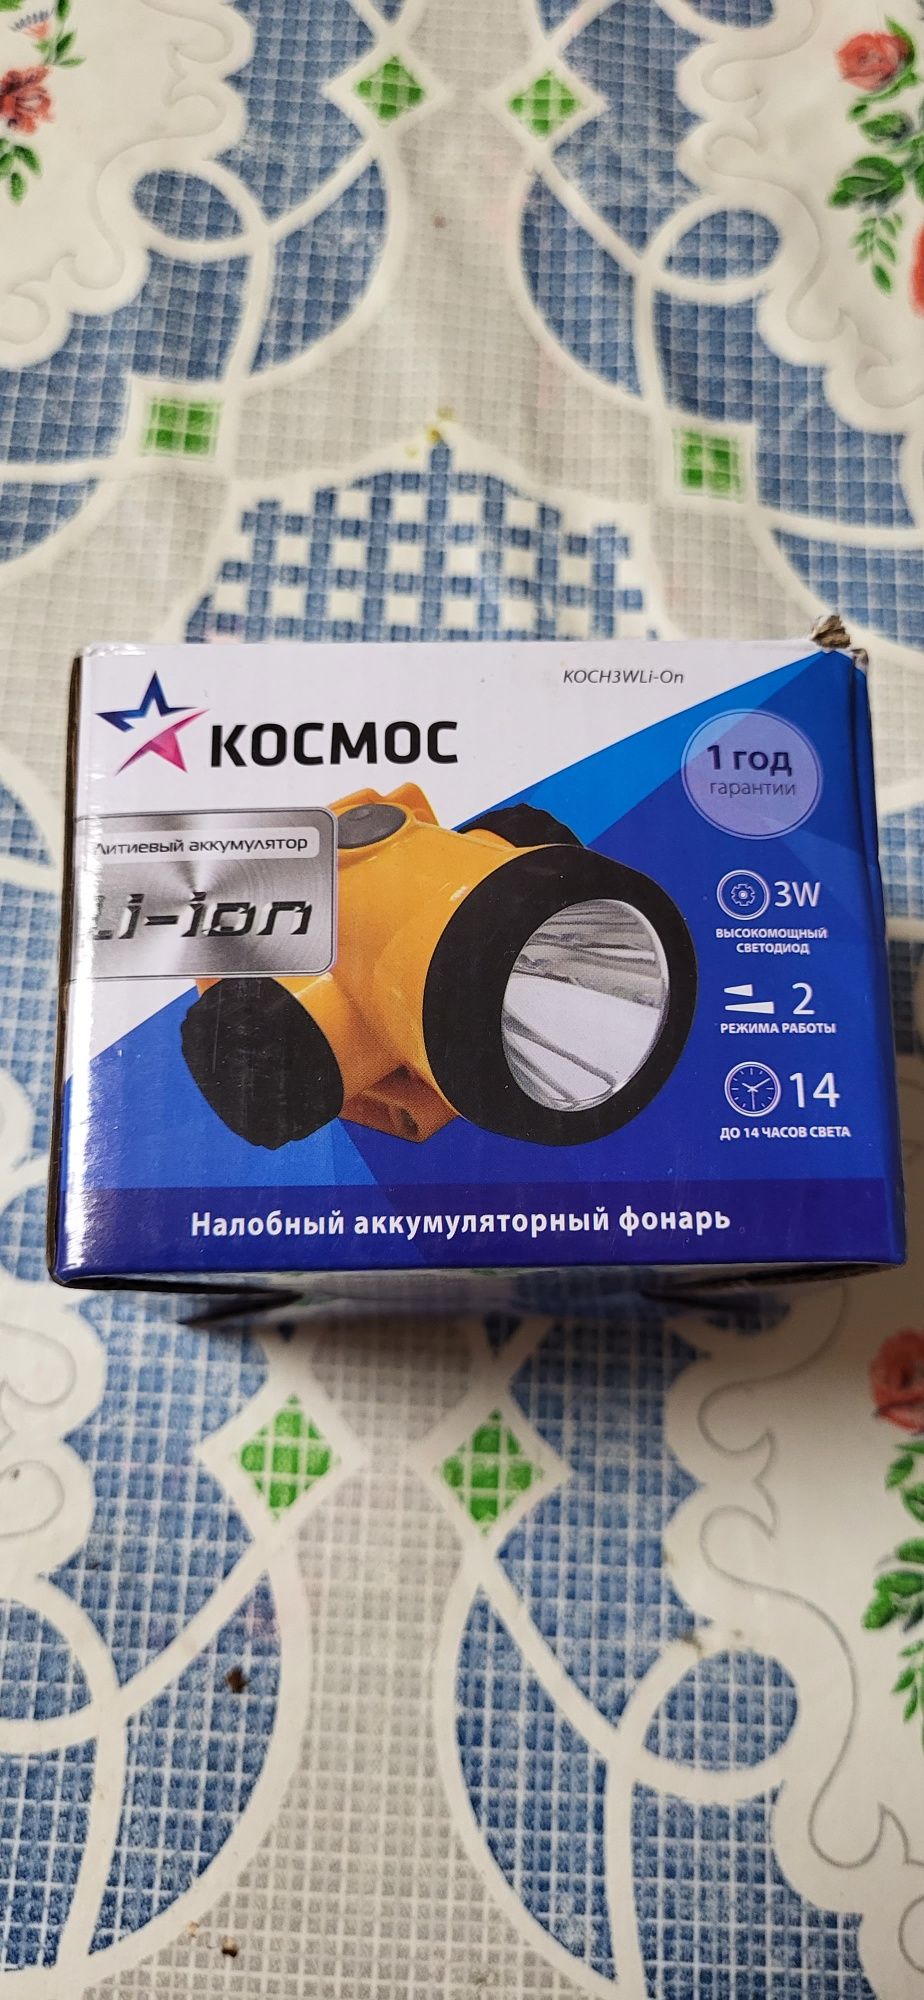 KOCH3WLi-On
КОСМОС
1 год
гарантии
Литиевый аккумулятор
Li-ion
3W
ВЫСОКОМОЩНЫЙ
СВЕТОДИОД
2
РЕЖИМА РАБОТЫ
14
ДО 14 ЧАСОВ СВЕТА
Налобный аккумуляторный фонарь